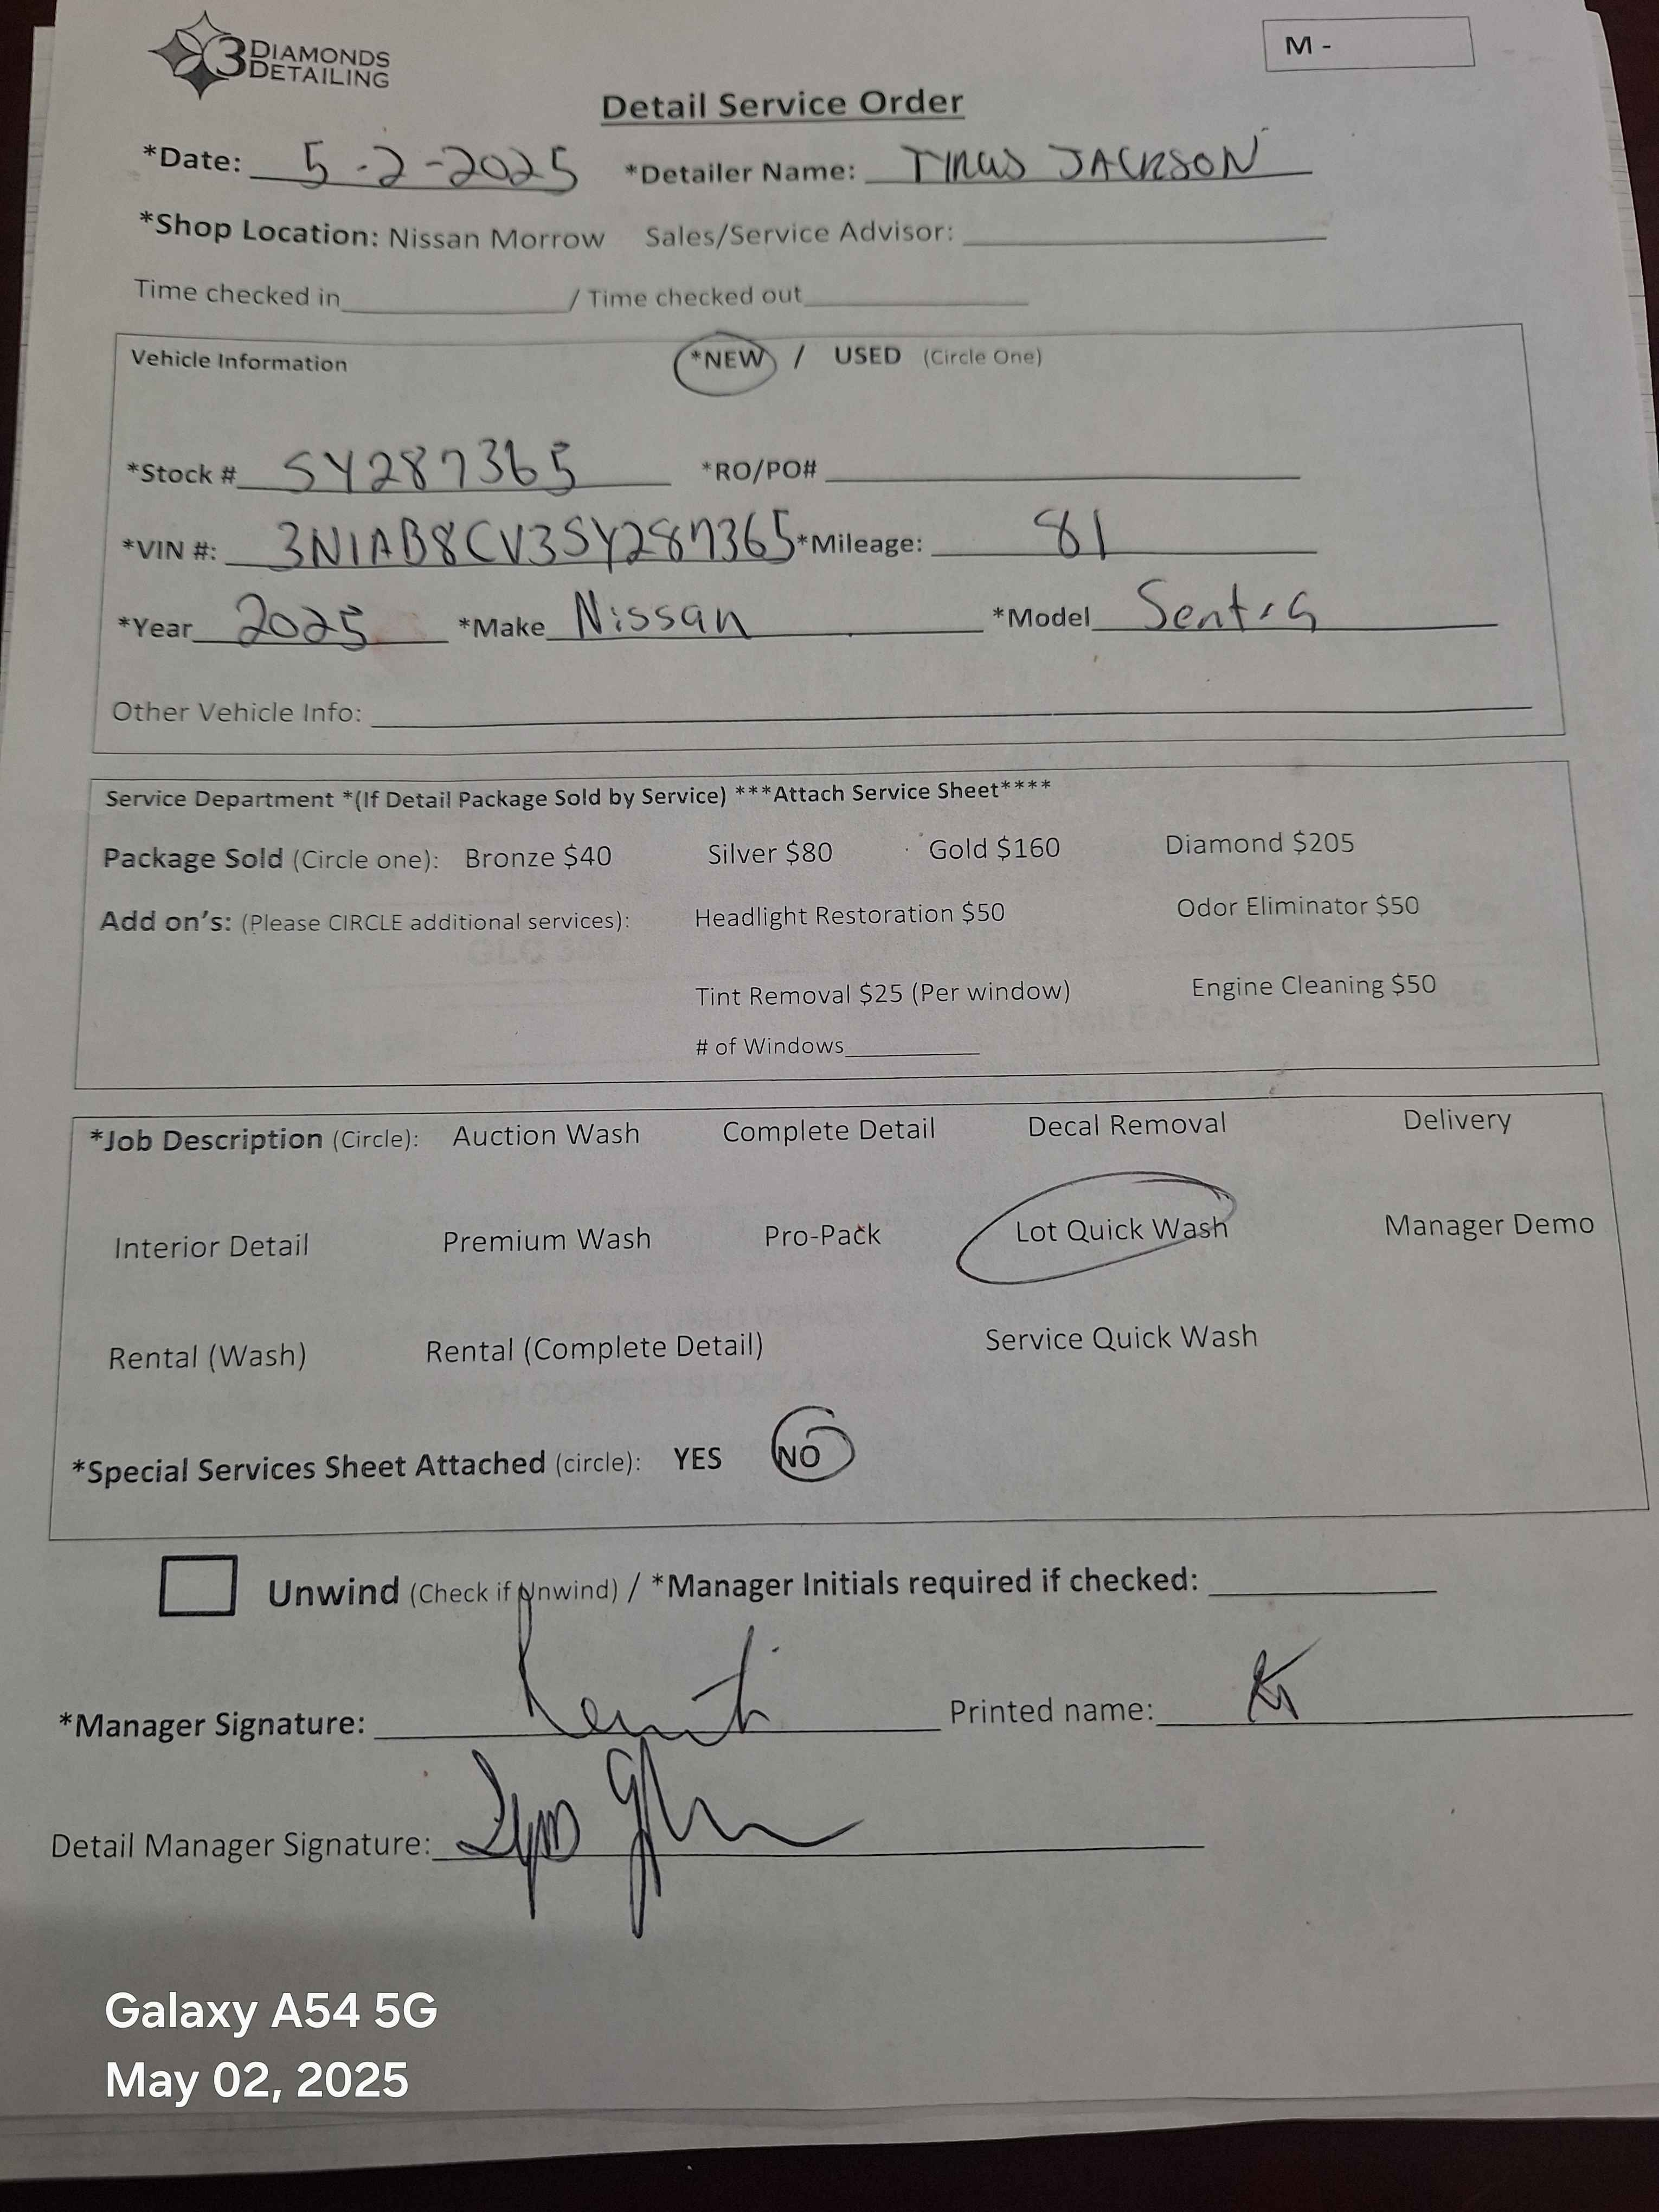 3 DIAMONDS
DETAILING
M -
Detail Service Order
*Date: 5-2-2025 *Detailer Name: JACKSON
*Shop Location: Nissan Morrow Sales/Service Advisor:
Time checked in / Time checked out
Vehicle Information *NEW / USED (Circle One)
*Stock # SY287365 *RO/PO#
*VIN #: 3N1AB8CV3SY287365 *Mileage: 81
*Year 2025 *Make Nissan *Model Sentra
Other Vehicle Info:
Service Department *(If Detail Package Sold by Service) ***Attach Service Sheet****
Package Sold (Circle one): Bronze $40 Silver $80 Gold $160 Diamond $205
Add on's: (Please CIRCLE additional services): Headlight Restoration $50 Odor Eliminator $50
Tint Removal $25 (Per window) Engine Cleaning $50
# of Windows
*Job Description (Circle): Auction Wash Complete Detail Decal Removal Delivery
Interior Detail Premium Wash Pro-Pack Lot Quick Wash Manager Demo
Rental (Wash) Rental (Complete Detail) Service Quick Wash
*Special Services Sheet Attached (circle): YES NO
Unwind (Check if Unwind) / *Manager Initials required if checked:
*Manager Signature: Printed name:
Detail Manager Signature:
Galaxy A54 5G
May 02, 2025